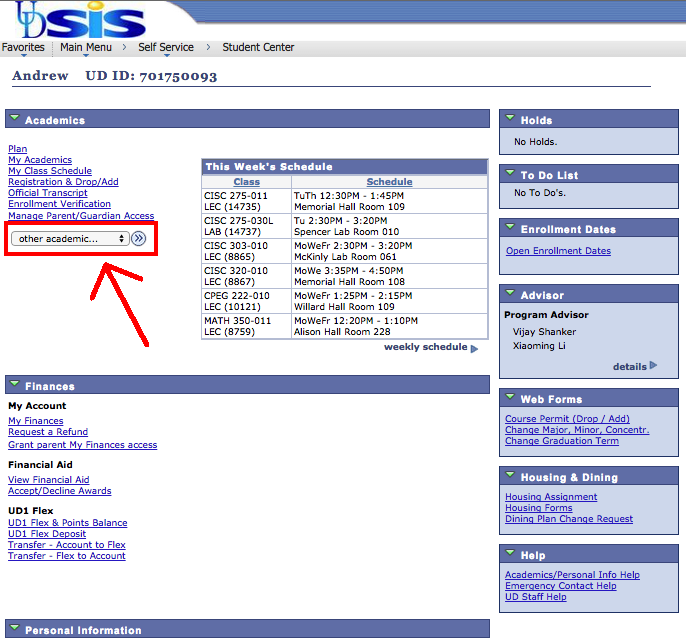 UDSIS
Favorites Main Menu > Self Service > Student Center
Andrew UD ID: 701750093
Academics
Plan
My Academics
My Class Schedule
Registration & Drop/Add
Official Transcript
Enrollment Verification
Manage Parent/Guardian Access
other academic...
This Week's Schedule
Class Schedule
CISC 275-011 TuTh 12:30PM - 1:45PM
LEC (14735) Memorial Hall Room 109
CISC 275-030L Tu 2:30PM - 3:20PM
LAB (14737) Spencer Lab Room 010
CISC 303-010 MoWeFr 2:30PM - 3:20PM
LEC (8865) McKinly Lab Room 061
CISC 320-010 MoWe 3:35PM - 4:50PM
LEC (8867) Memorial Hall Room 108
CPEG 222-010 MoWeFr 1:25PM - 2:15PM
LEC (10121) Willard Hall Room 109
MATH 350-011 MoWeFr 12:20PM - 1:10PM
LEC (8759) Alison Hall Room 228
weekly schedule
Finances
My Account
My Finances
Request a Refund
Grant parent My Finances access
Financial Aid
View Financial Aid
Accept/Decline Awards
UD1 Flex
UD1 Flex & Points Balance
UD1 Flex Deposit
Transfer - Account to Flex
Transfer - Flex to Account
Personal Information
Holds
No Holds.
To Do List
No To Do's.
Enrollment Dates
Open Enrollment Dates
Advisor
Program Advisor
Vijay Shanker
Xiaoming Li
details
Web Forms
Course Permit (Drop / Add)
Change Major, Minor, Concentr.
Change Graduation Term
Housing & Dining
Housing Assignment
Housing Forms
Dining Plan Change Request
Help
Academics/Personal Info Help
Emergency Contact Help
UD Staff Help